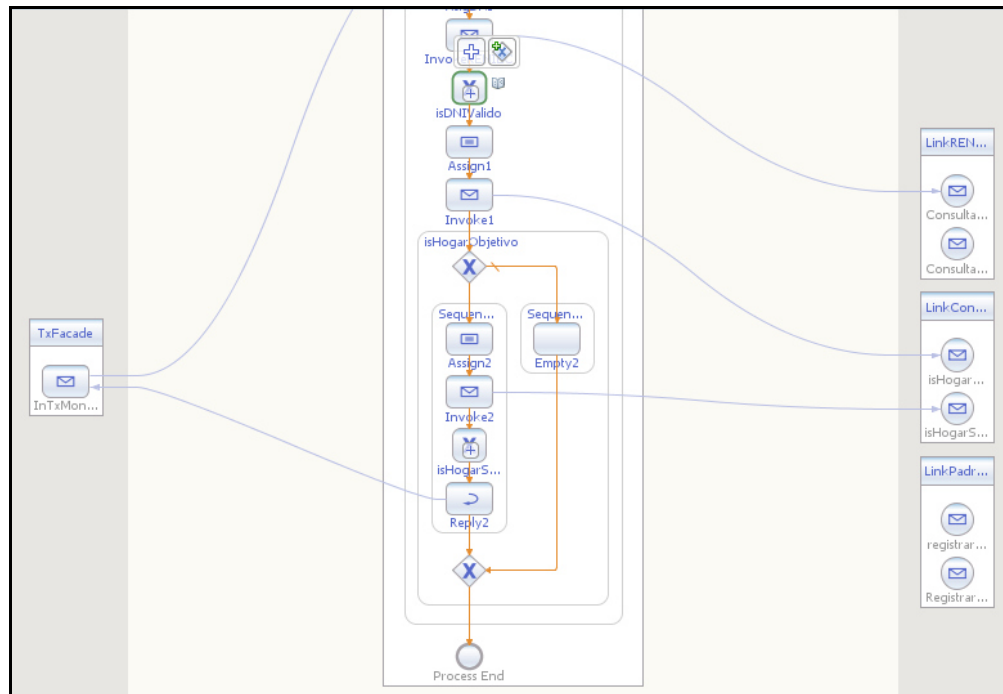 Invo
isDNIValido
Assign1
Invoke1
isHogarObjetivo
Sequen...
Sequen...
Assign2
Empty2
Invoke2
isHogarS...
Reply2
Process End
TxFacade
InTxMon...
LinkREN...
Consulta...
Consulta...
LinkCon...
isHogar...
isHogarS...
LinkPadr...
registrar...
Registrar...